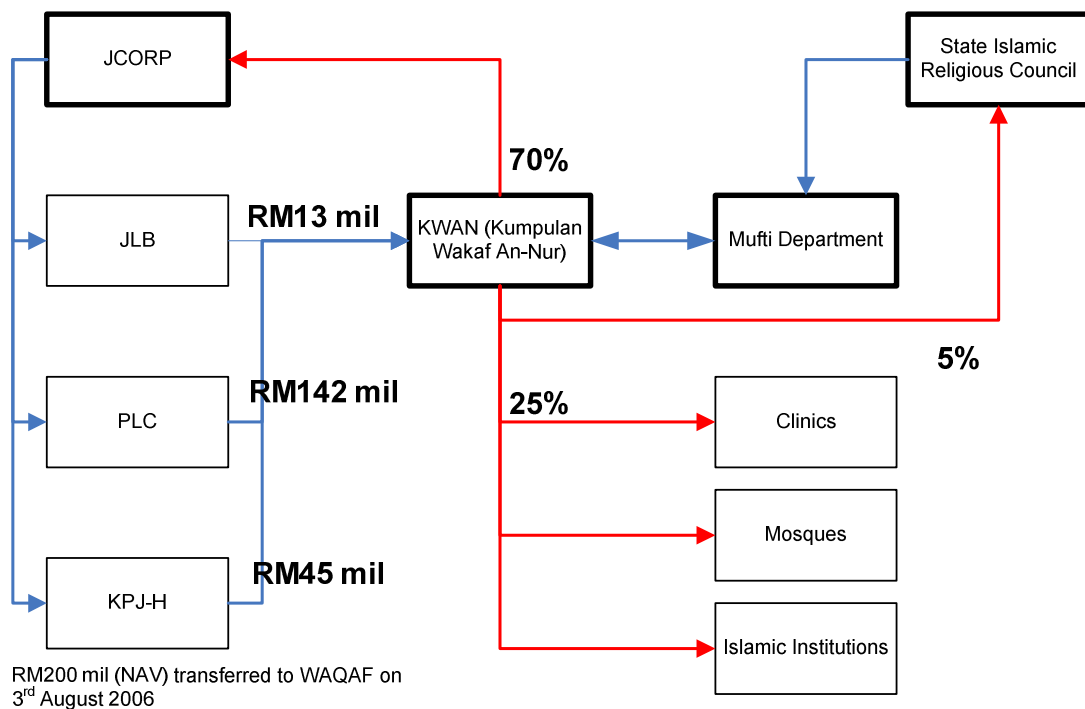 JCORP
State Islamic
Religious Council
70%
RM13 mil
JLB
KWAN (Kumpulan
Wakaf An-Nur)
Mufti Department
5%
RM142 mil
25%
PLC
Clinics
Mosques
RM45 mil
KPJ-H
Islamic Institutions
RM200 mil (NAV) transferred to WAQAF on
3rd August 2006